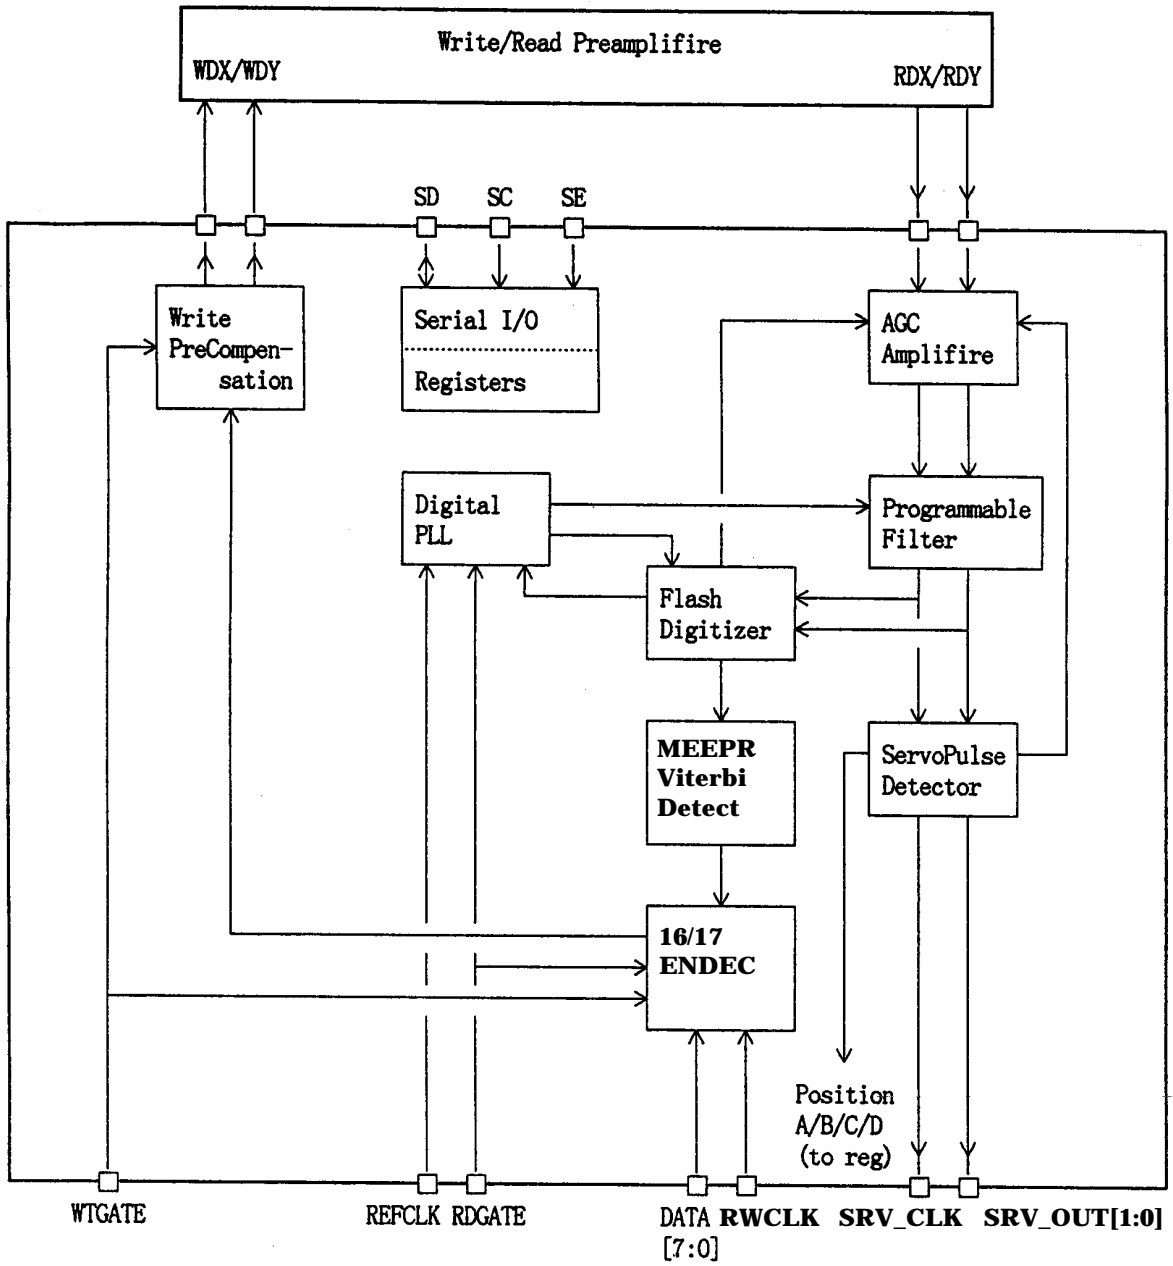 Write/Read Preamplifire
WDX/WDY
RDX/RDY
SD
SC
SE
Write
PreCompen-
sation
Serial I/O
Registers
AGC
Amplifire
Digital
PLL
Programmable
Filter
Flash
Digitizer
MEEPR
Viterbi
Detect
ServoPulse
Detector
16/17
ENDEC
Position
A/B/C/D
(to reg)
WTGATE
REFCLK
RDGATE
DATA
[7:0]
RWCLK
SRV_CLK
SRV_OUT[1:0]